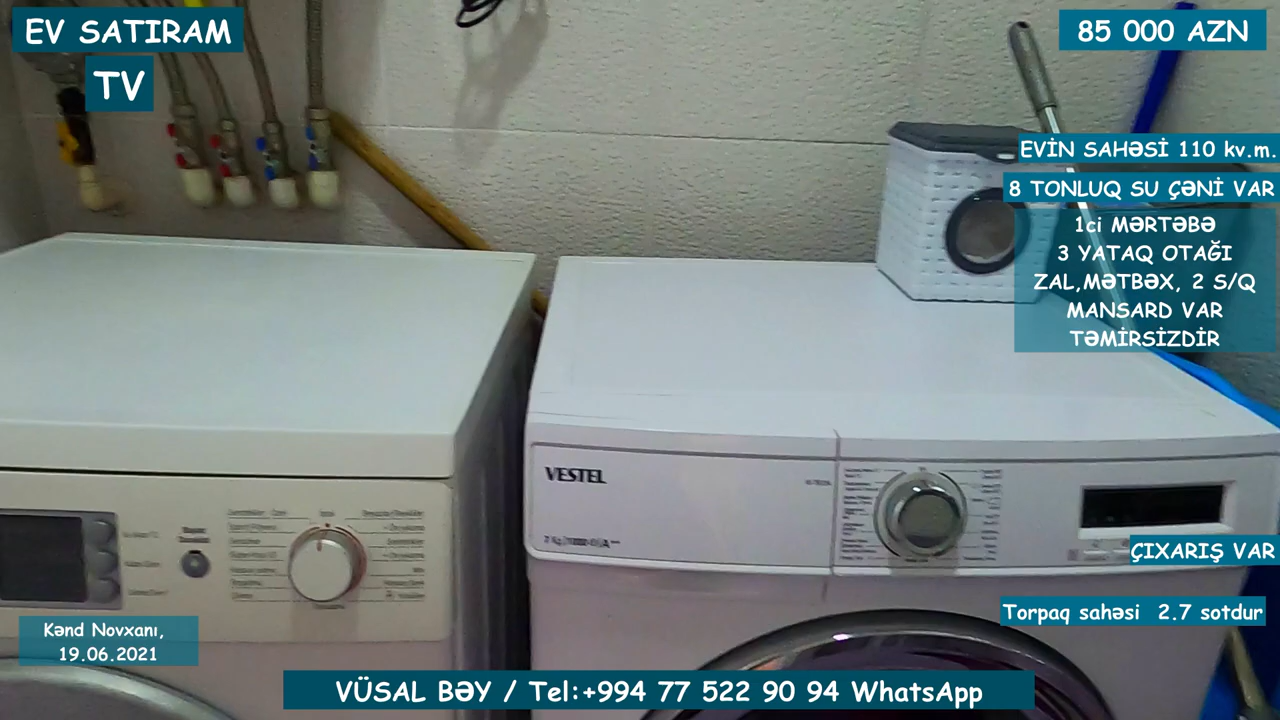 EV SATIRAM
TV
85 000 AZN
EVİN SAHƏSİ 110 kv.m.
8 TONLUQ SU ÇƏNİ VAR
1ci MƏRTƏBƏ
3 YATAQ OTAĞI
ZAL,MƏTBƏX, 2 S/Q
MANSARD VAR
TƏMİRSİZDİR
VESTEL
ÇIXARIŞ VAR
Torpaq sahəsi 2.7 sotdur
Kənd Novxanı,
19.06.2021
VÜSAL BƏY / Tel:+994 77 522 90 94 WhatsApp